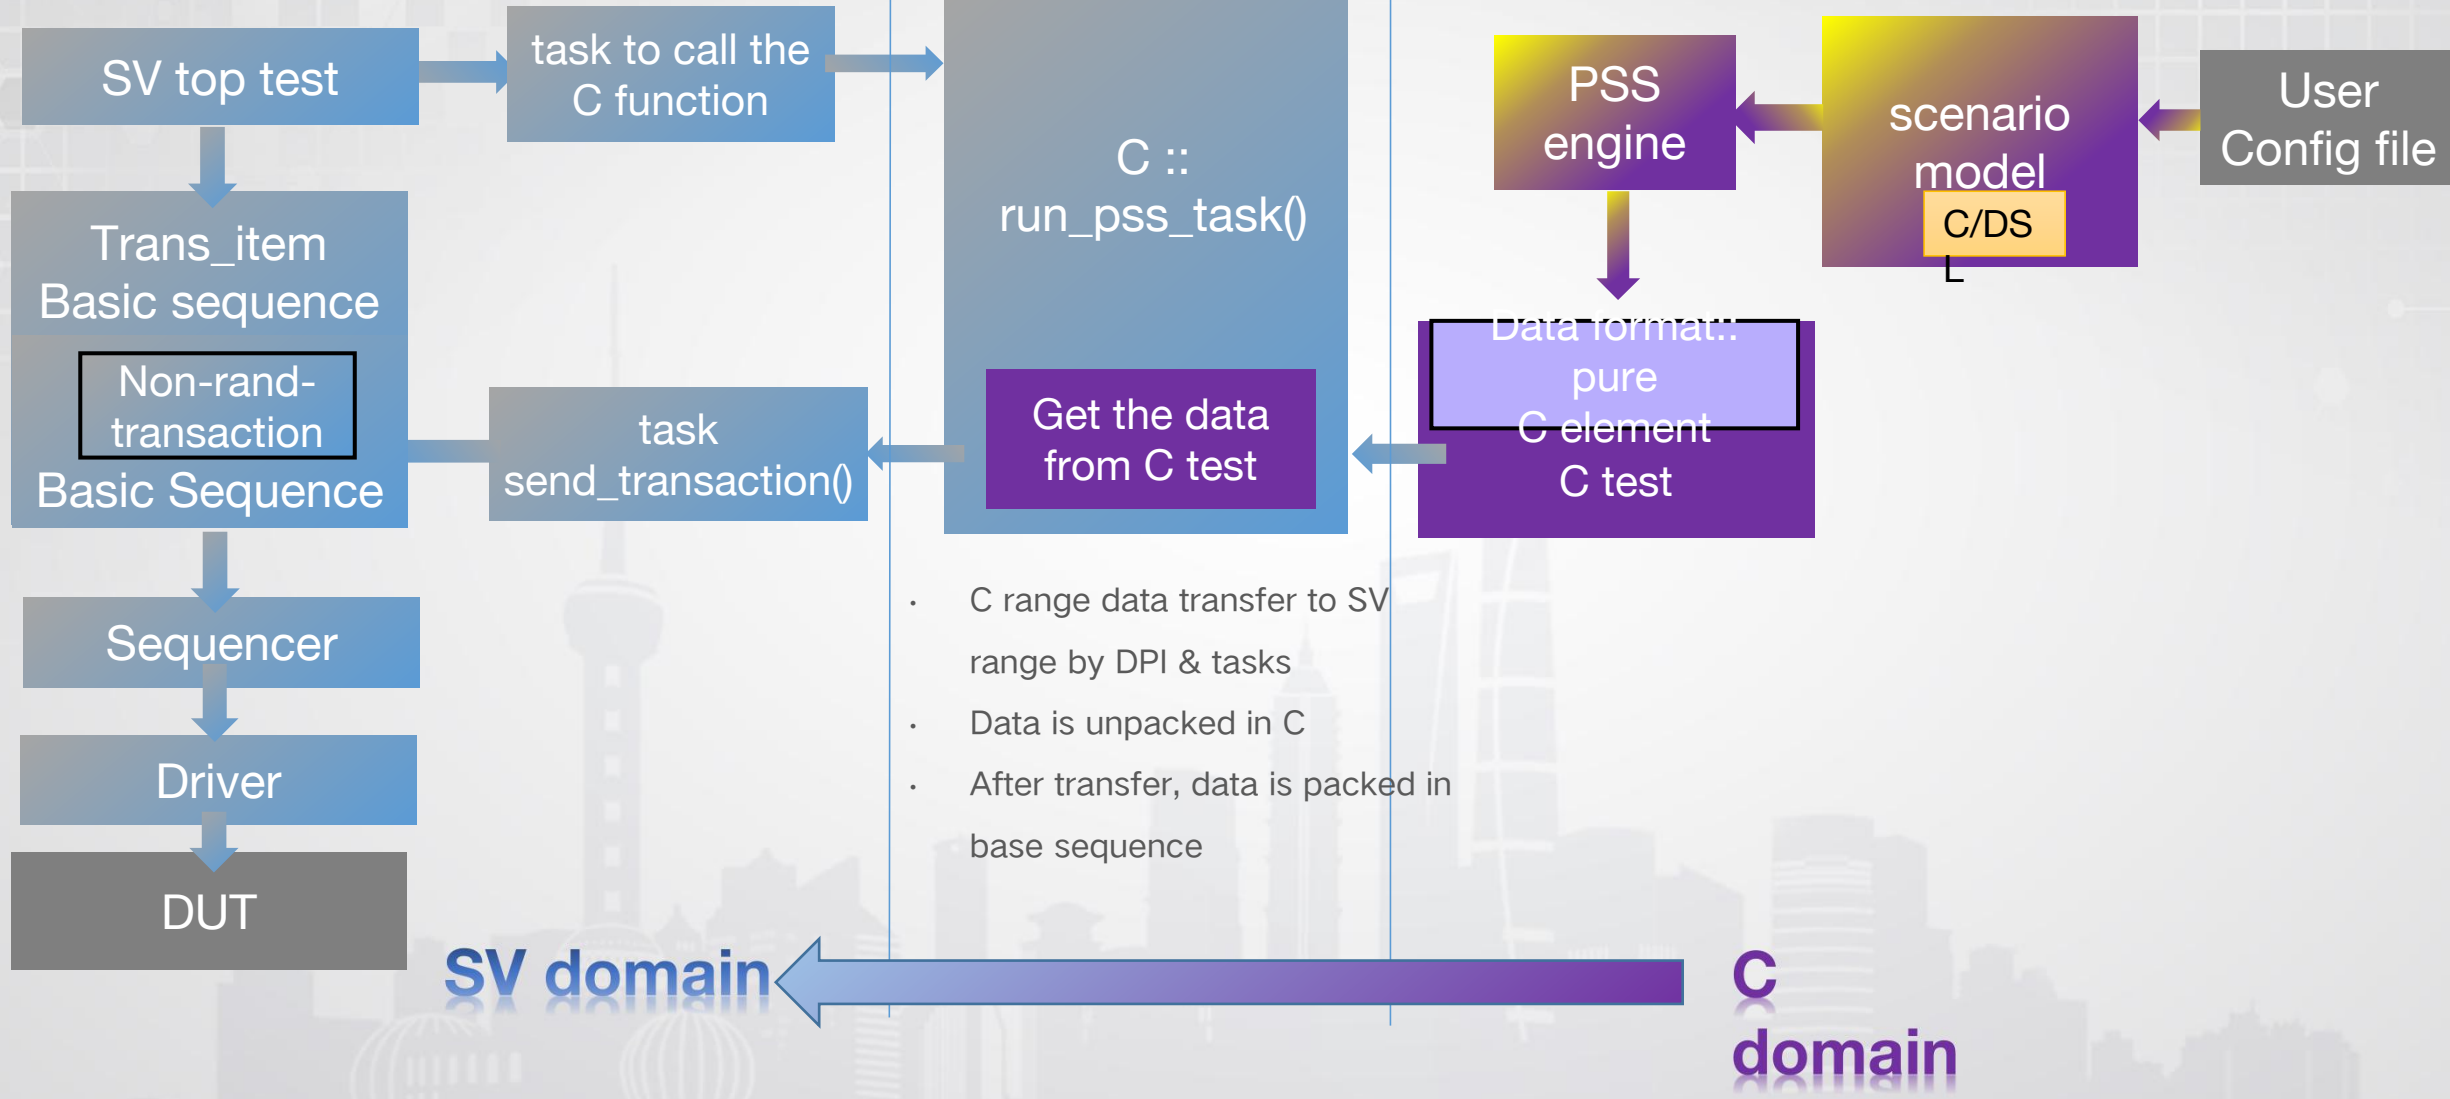 SV top test
task to call the
C function
C ::
run_pss_task()
PSS
engine
scenario
model
C/DS
L
User
Config file
Trans_item
Basic sequence
Non-rand-
transaction
Basic Sequence
task
send_transaction()
Get the data
from C test
Data format::
pure
C element
C test
Sequencer
Driver
DUT
· C range data transfer to SV
range by DPI & tasks
· Data is unpacked in C
· After transfer, data is packed in
base sequence
SV domain
C
domain